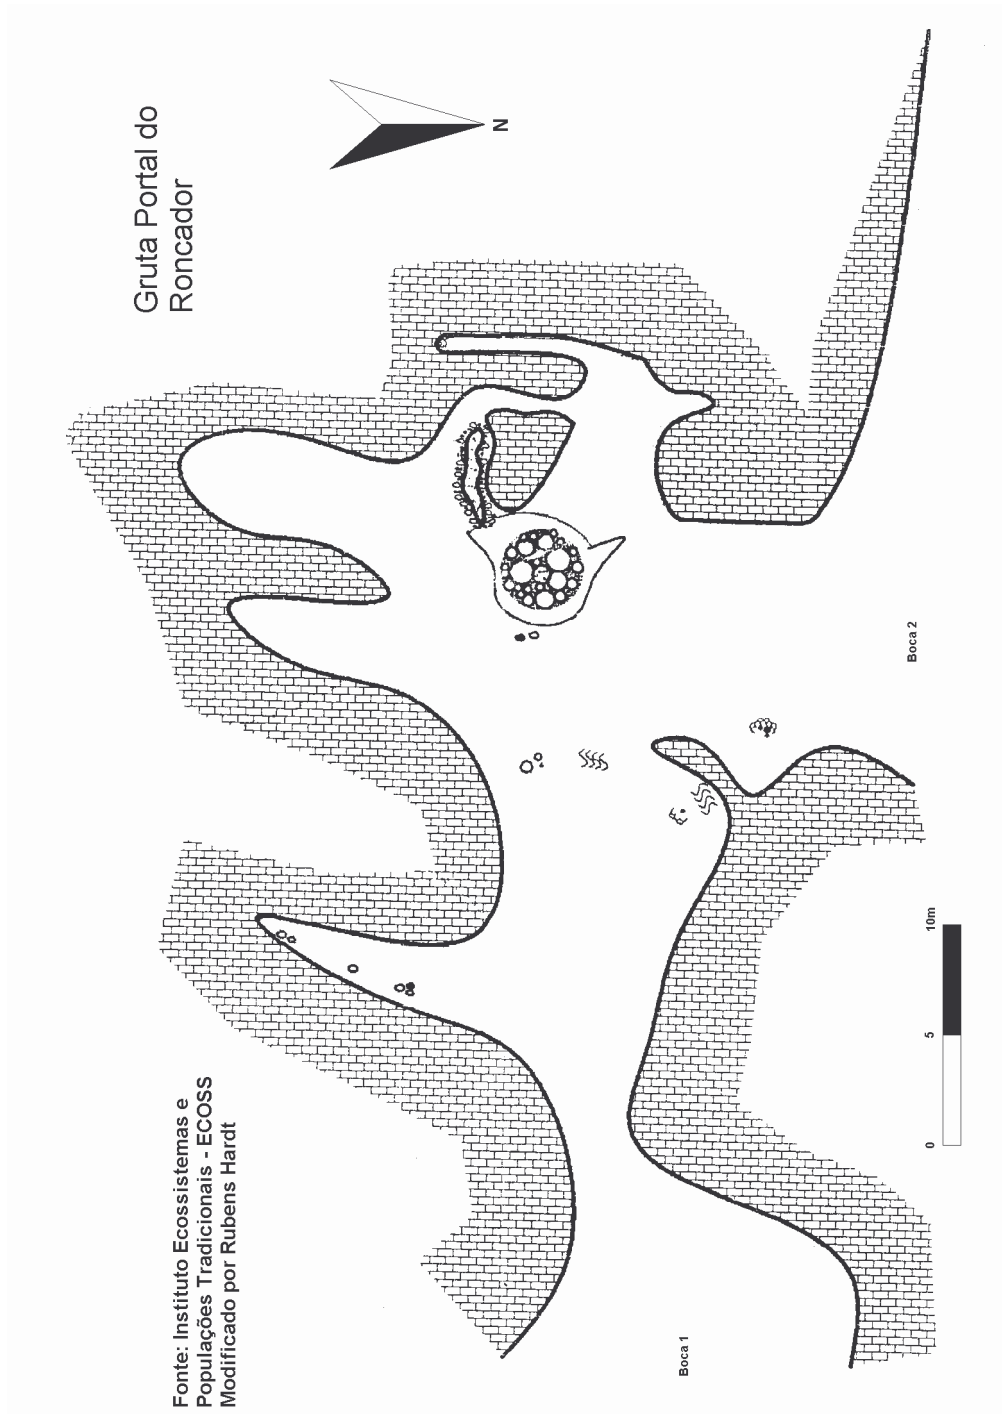 Gruta Portal do
Roncador
N
Fonte: Instituto Ecossistemas e
Populações Tradicionais - ECOSS
Modificado por Rubens Hardt
Boca 1
Boca 2
0 5 10m